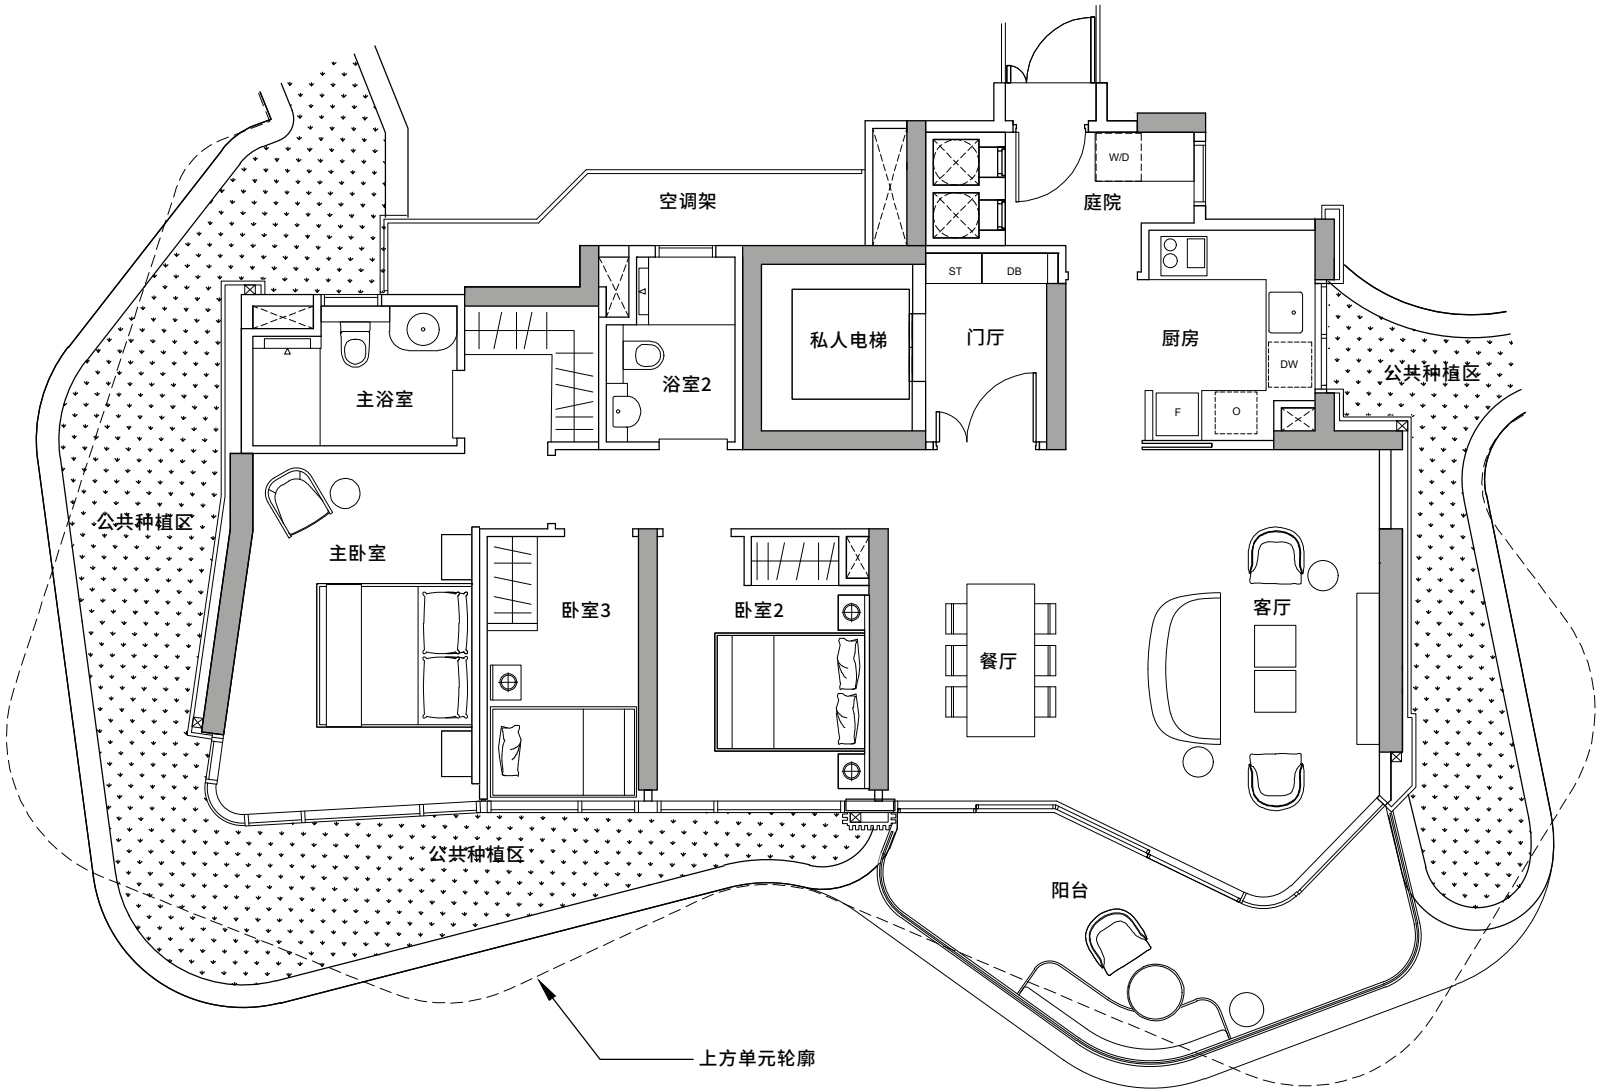 W/D
空调架
庭院
ST
DB
私人电梯
门厅
厨房
DW
公共种植区
浴室2
主浴室
F
O
公共种植区
主卧室
卧室3
卧室2
客厅
餐厅
公共种植区
阳台
上方单元轮廓